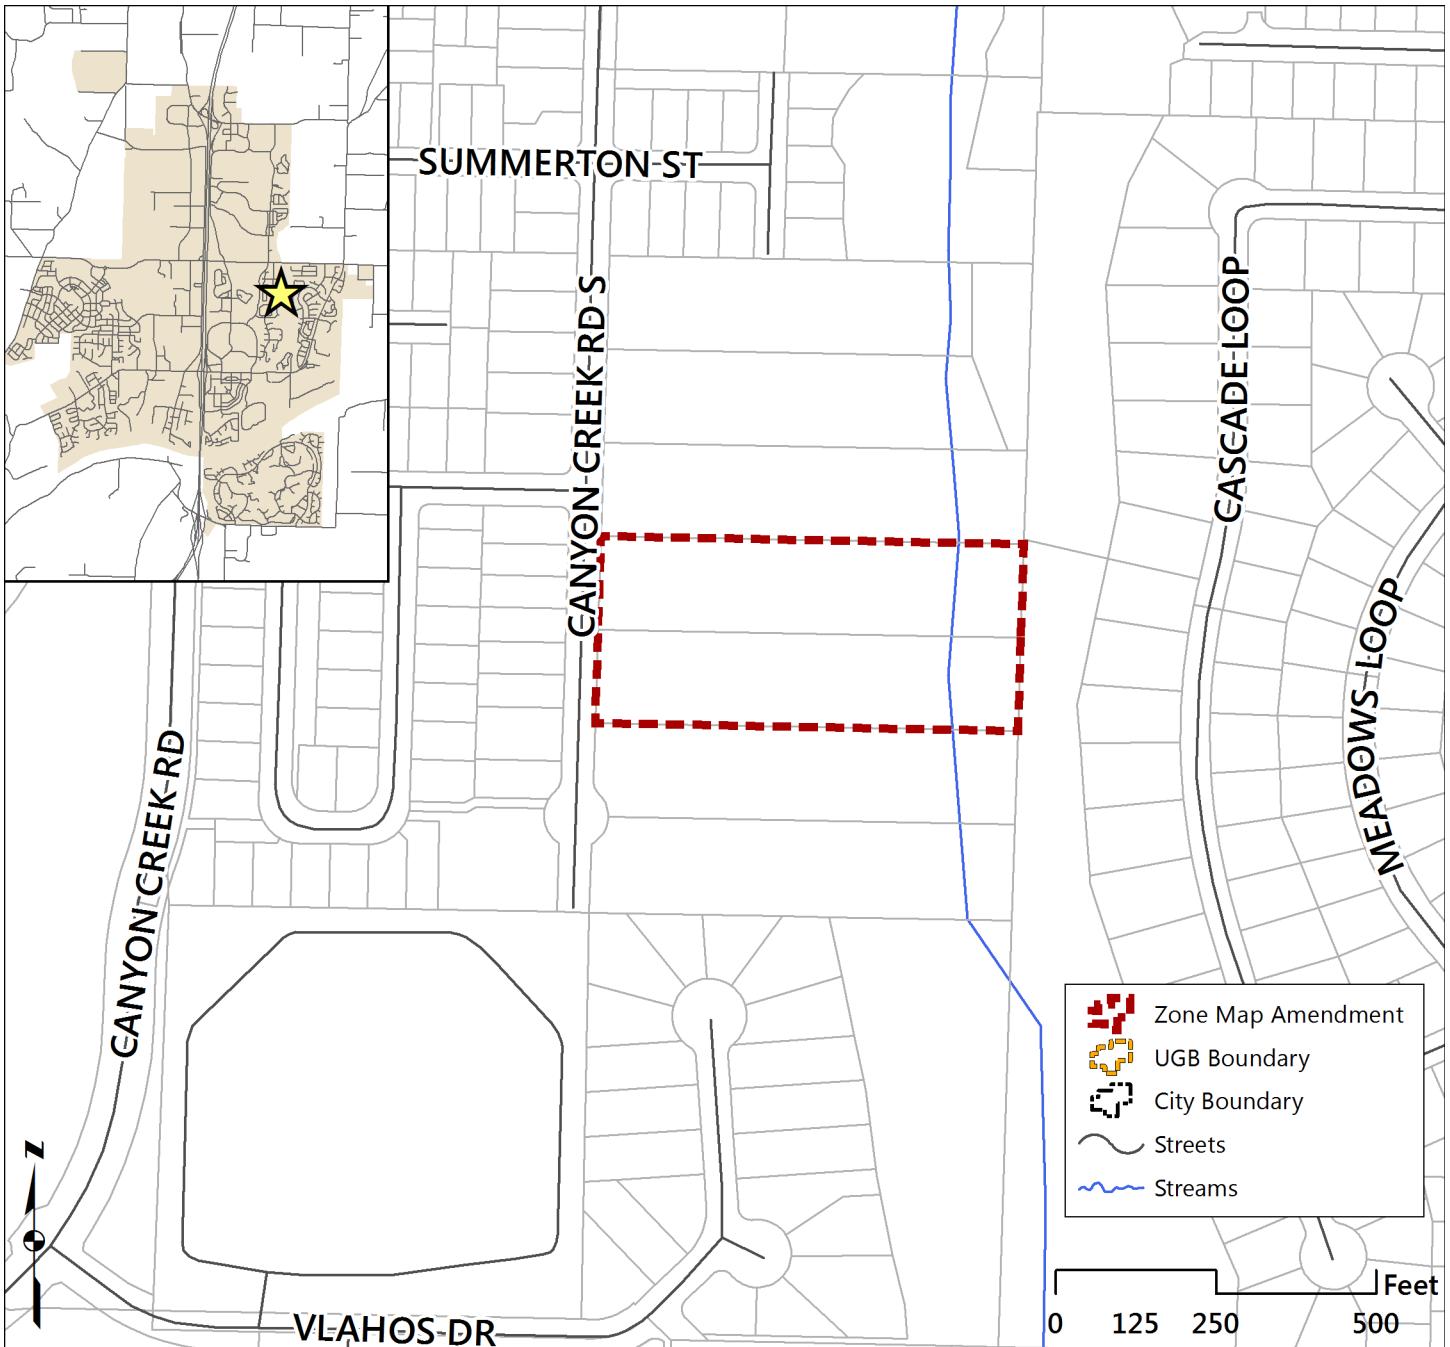 SUMMERTON ST
CANYON CREEK RD S
CASCADE LOOP
MEADOWS LOOP
CANYON CREEK RD
VLAHOS DR
Z
Zone Map Amendment
UGB Boundary
City Boundary
Streets
Streams
Feet
0 125 250 500